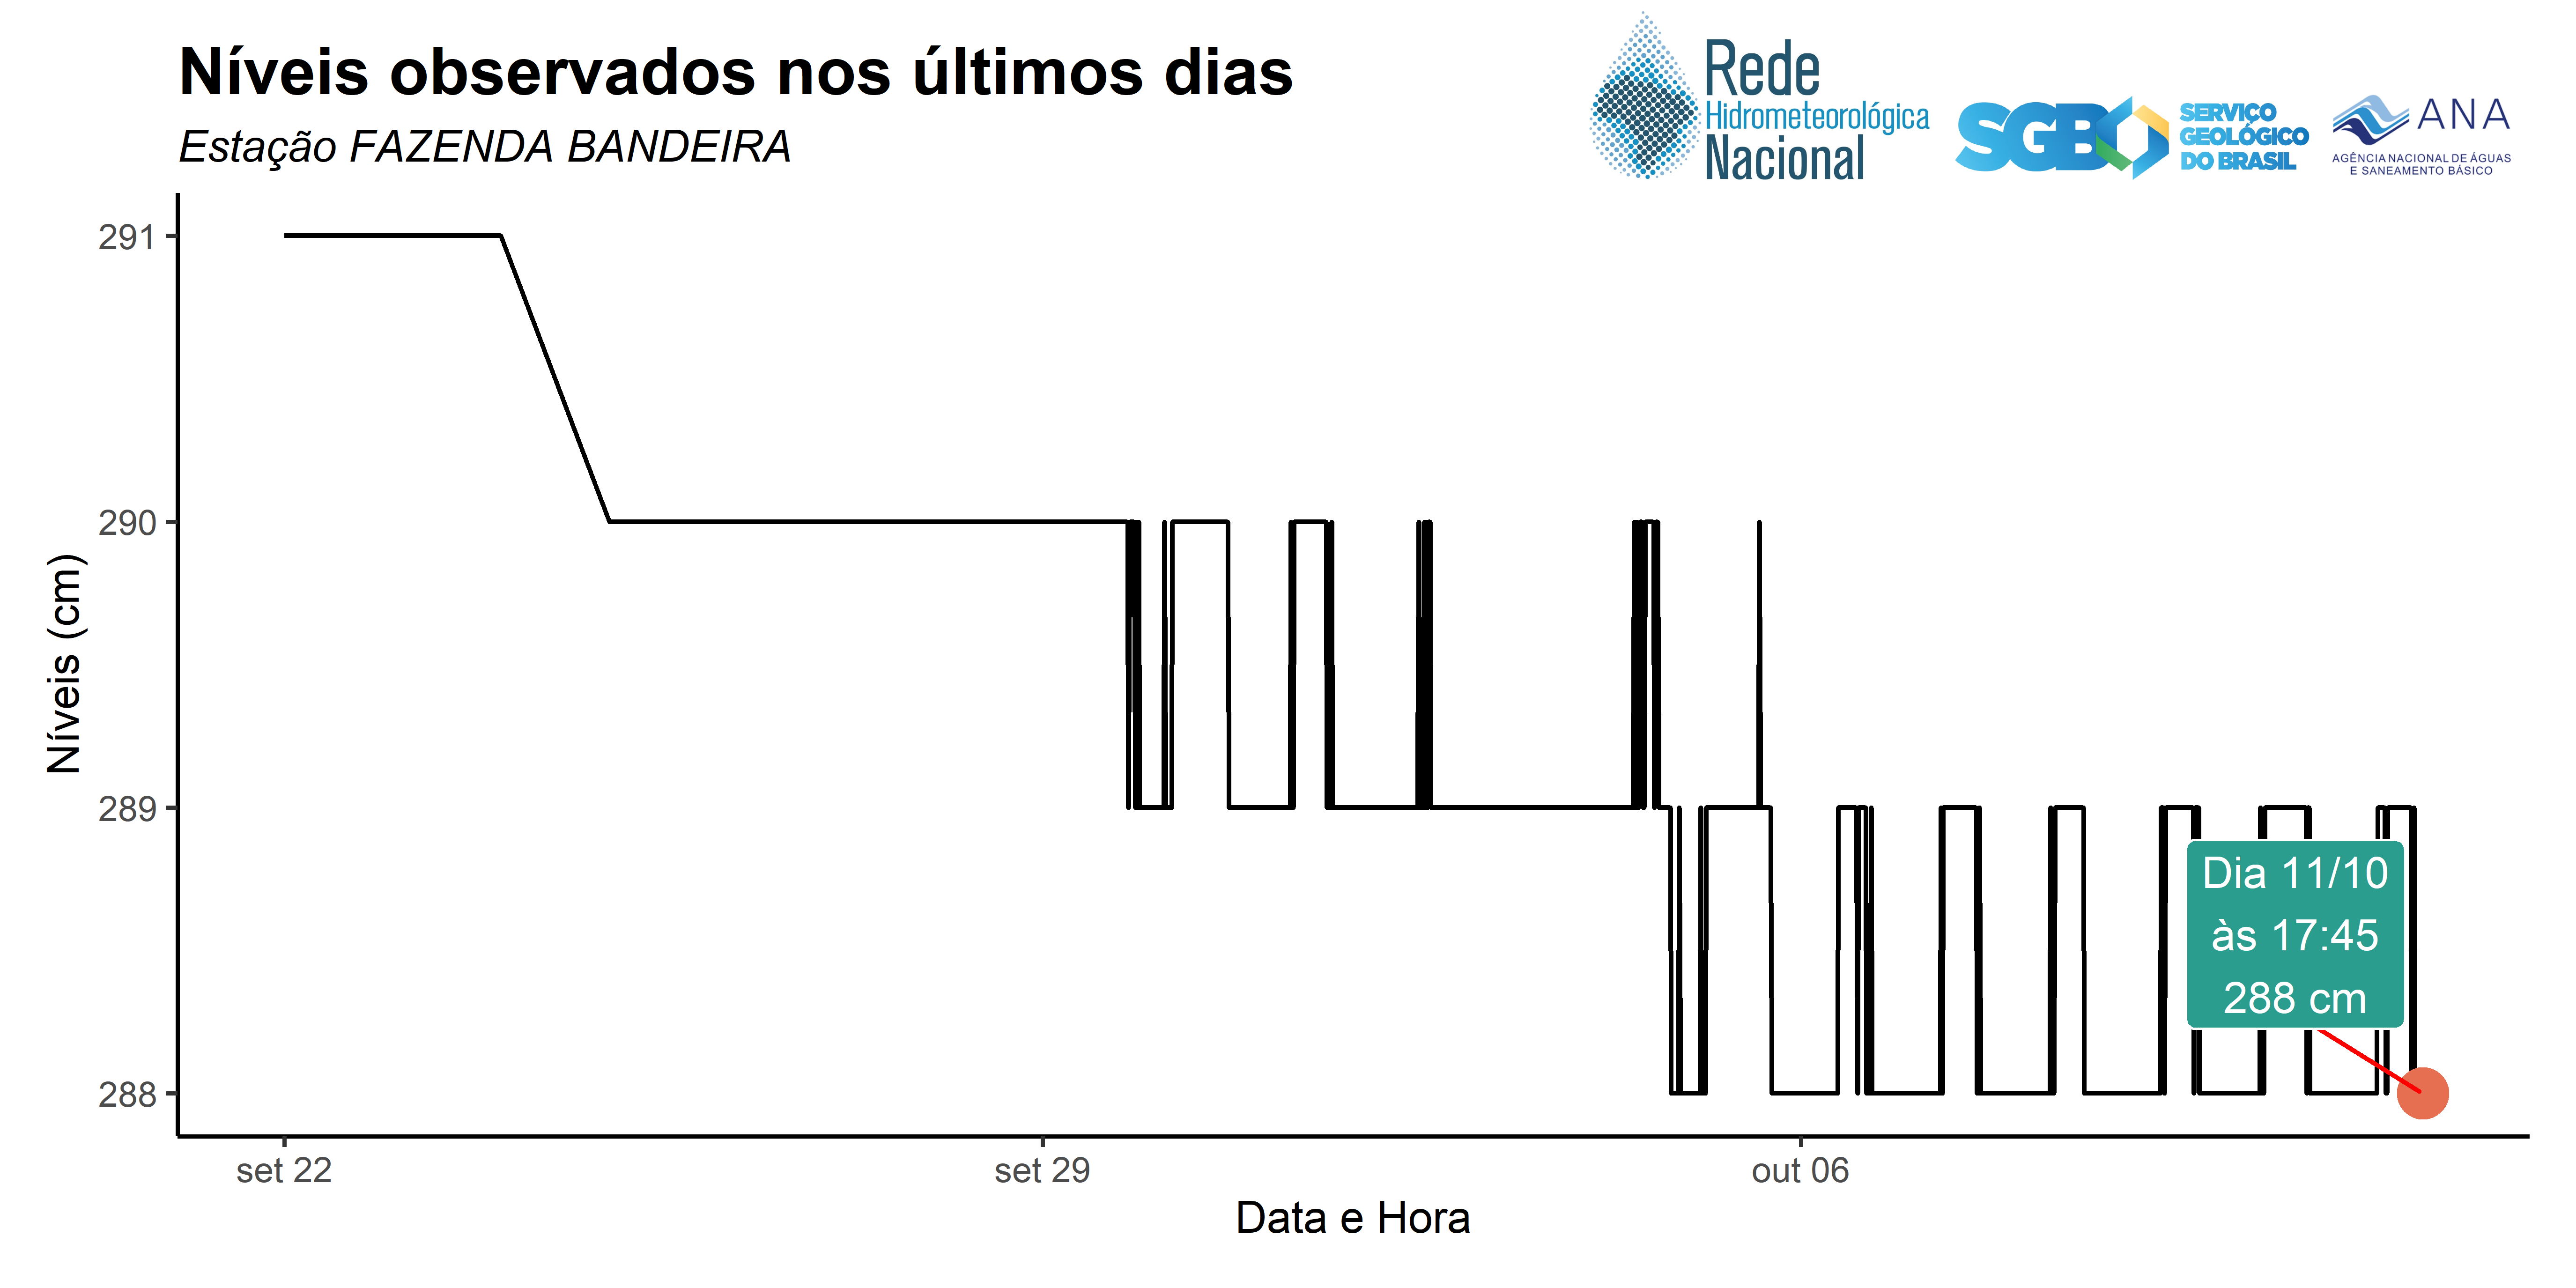 Níveis observados nos últimos dias
Estação FAZENDA BANDEIRA
Rede
Hidrometeorológica
Nacional
SGB
SERVIÇO
GEOLÓGICO
DO BRASIL
ANA
AGÊNCIA NACIONAL DE ÁGUAS
E SANEAMENTO BÁSICO
Níveis (cm)
291
290
289
288
Dia 11/10
às 17:45
288 cm
set 22
set 29
out 06
Data e Hora